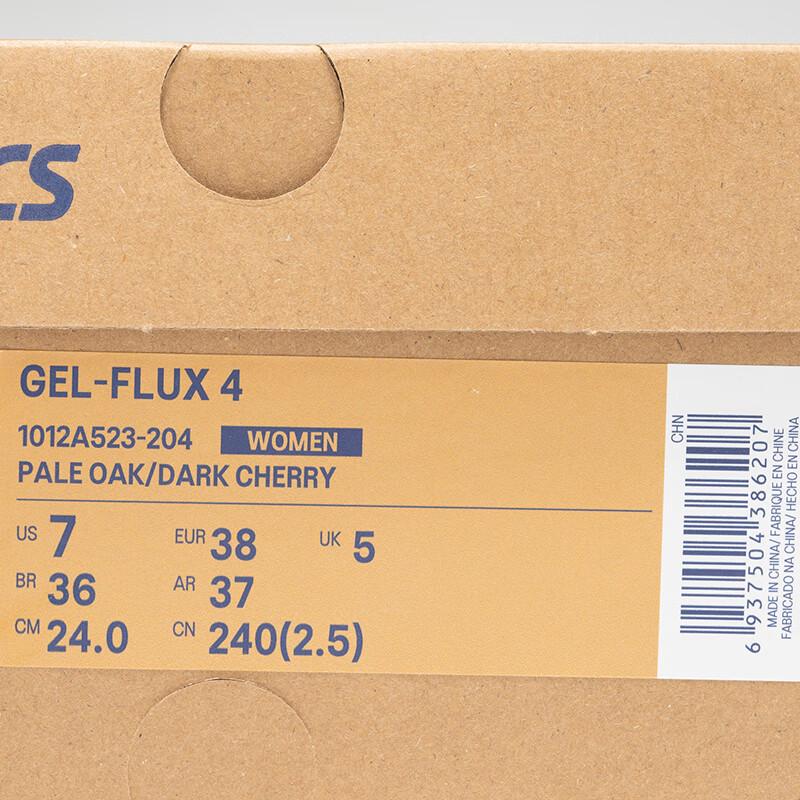 CS
GEL-FLUX 4
1012A523-204 WOMEN
PALE OAK/DARK CHERRY
US 7 EUR 38 UK 5
BR 36 AR 37
CM 24.0 CN 240(2.5)
CHN
6 937504 386207
MADE IN CHINA/ FABRIQUE EN CHINE
FABRICADO NA CHINA/ HECHO EN CHINA